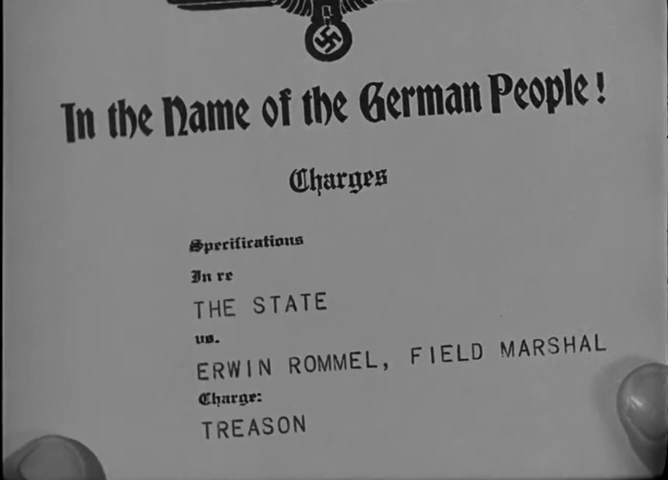 In the Name of the German People!
Charges
Specifications
In re
THE STATE
vs.
ERWIN ROMMEL, FIELD MARSHAL
Charge:
TREASON